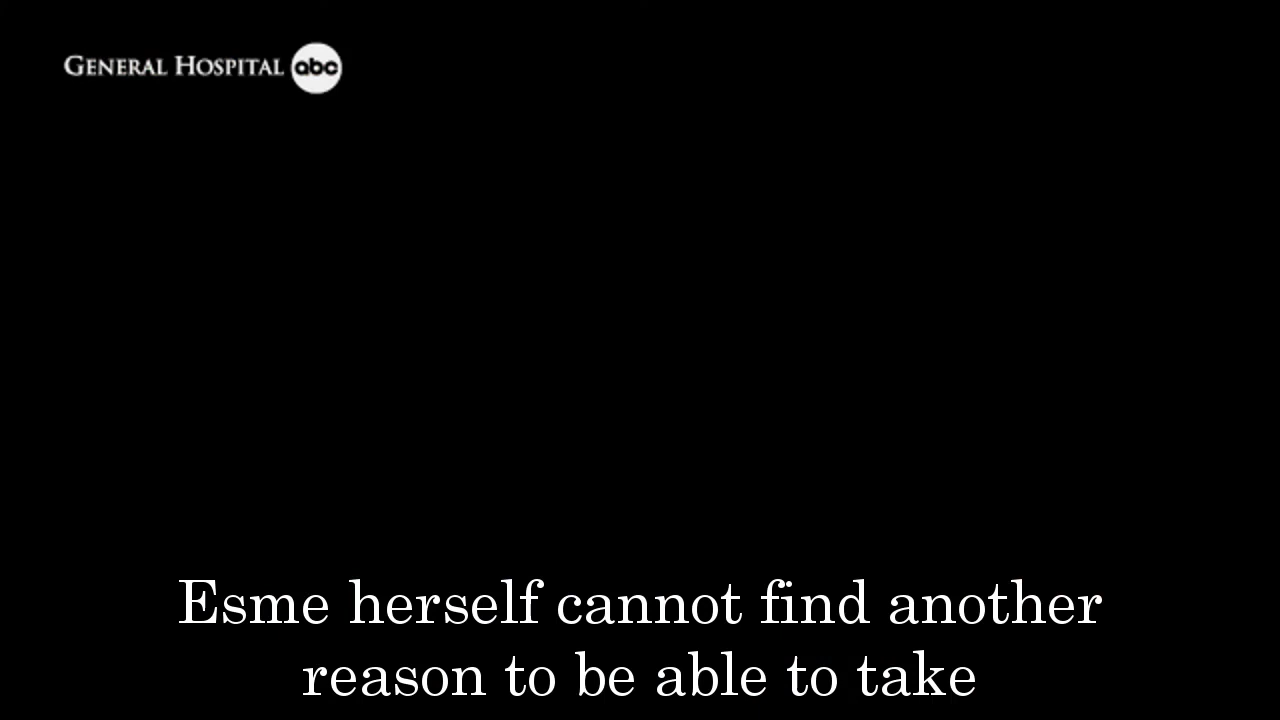 GENERAL HOSPITAL abc
Esme herself cannot find another
reason to be able to take